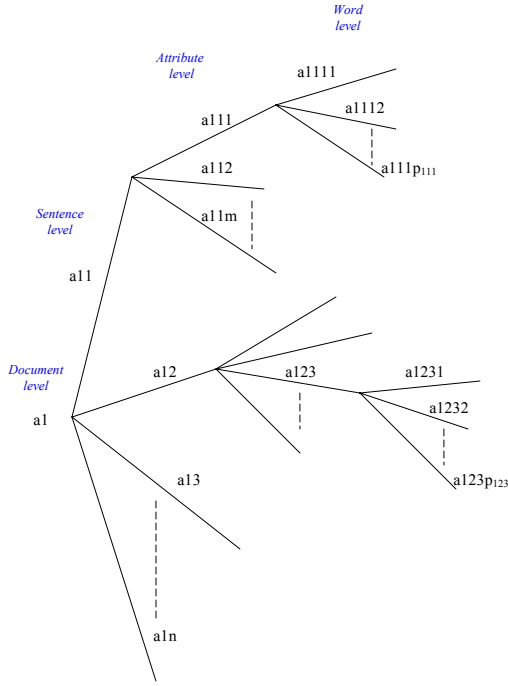 Word
level
Attribute
level
a1111
a1112
a111
a111p₁₁₁
a112
Sentence
level
a11m
a11
Document
level
a12
a123
a1231
a1232
a1
a123p₁₂₃
a13
a1n